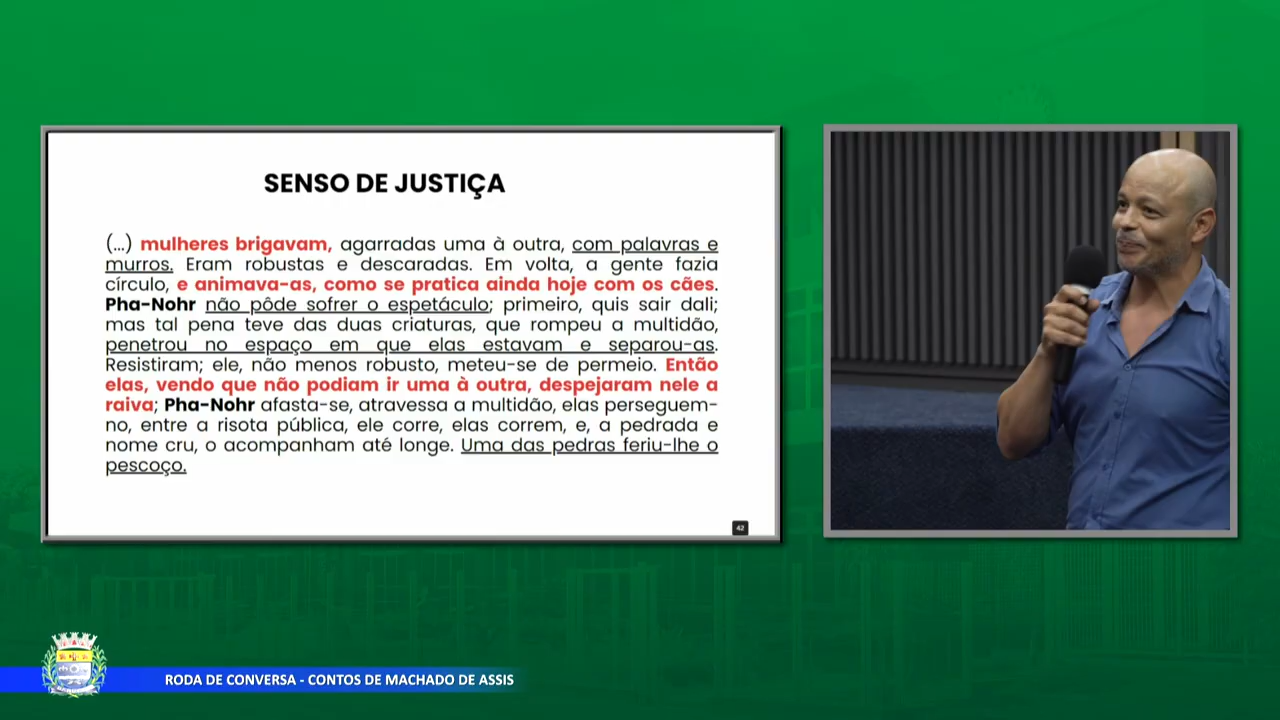 SENSO DE JUSTIÇA
(...) mulheres brigavam, agarradas uma à outra, com palavras e
murros. Eram robustas e descaradas. Em volta, a gente fazia
círculo, e animava-as, como se pratica ainda hoje com os cães.
Pha-Nohr não pôde sofrer o espetáculo; primeiro, quis sair dali;
mas tal pena teve das duas criaturas, que rompeu a multidão,
penetrou no espaço em que elas estavam e separou-as.
Resistiram; ele, não menos robusto, meteu-se de permeio. Então
elas, vendo que não podiam ir uma à outra, despejaram nele a
raiva; Pha-Nohr afasta-se, atravessa a multidão, elas perseguem-
no, entre a risota pública, ele corre, elas correm, e, a pedrada e
nome cru, o acompanham até longe. Uma das pedras feriu-lhe o
pescoço.
42
RODA DE CONVERSA - CONTOS DE MACHADO DE ASSIS